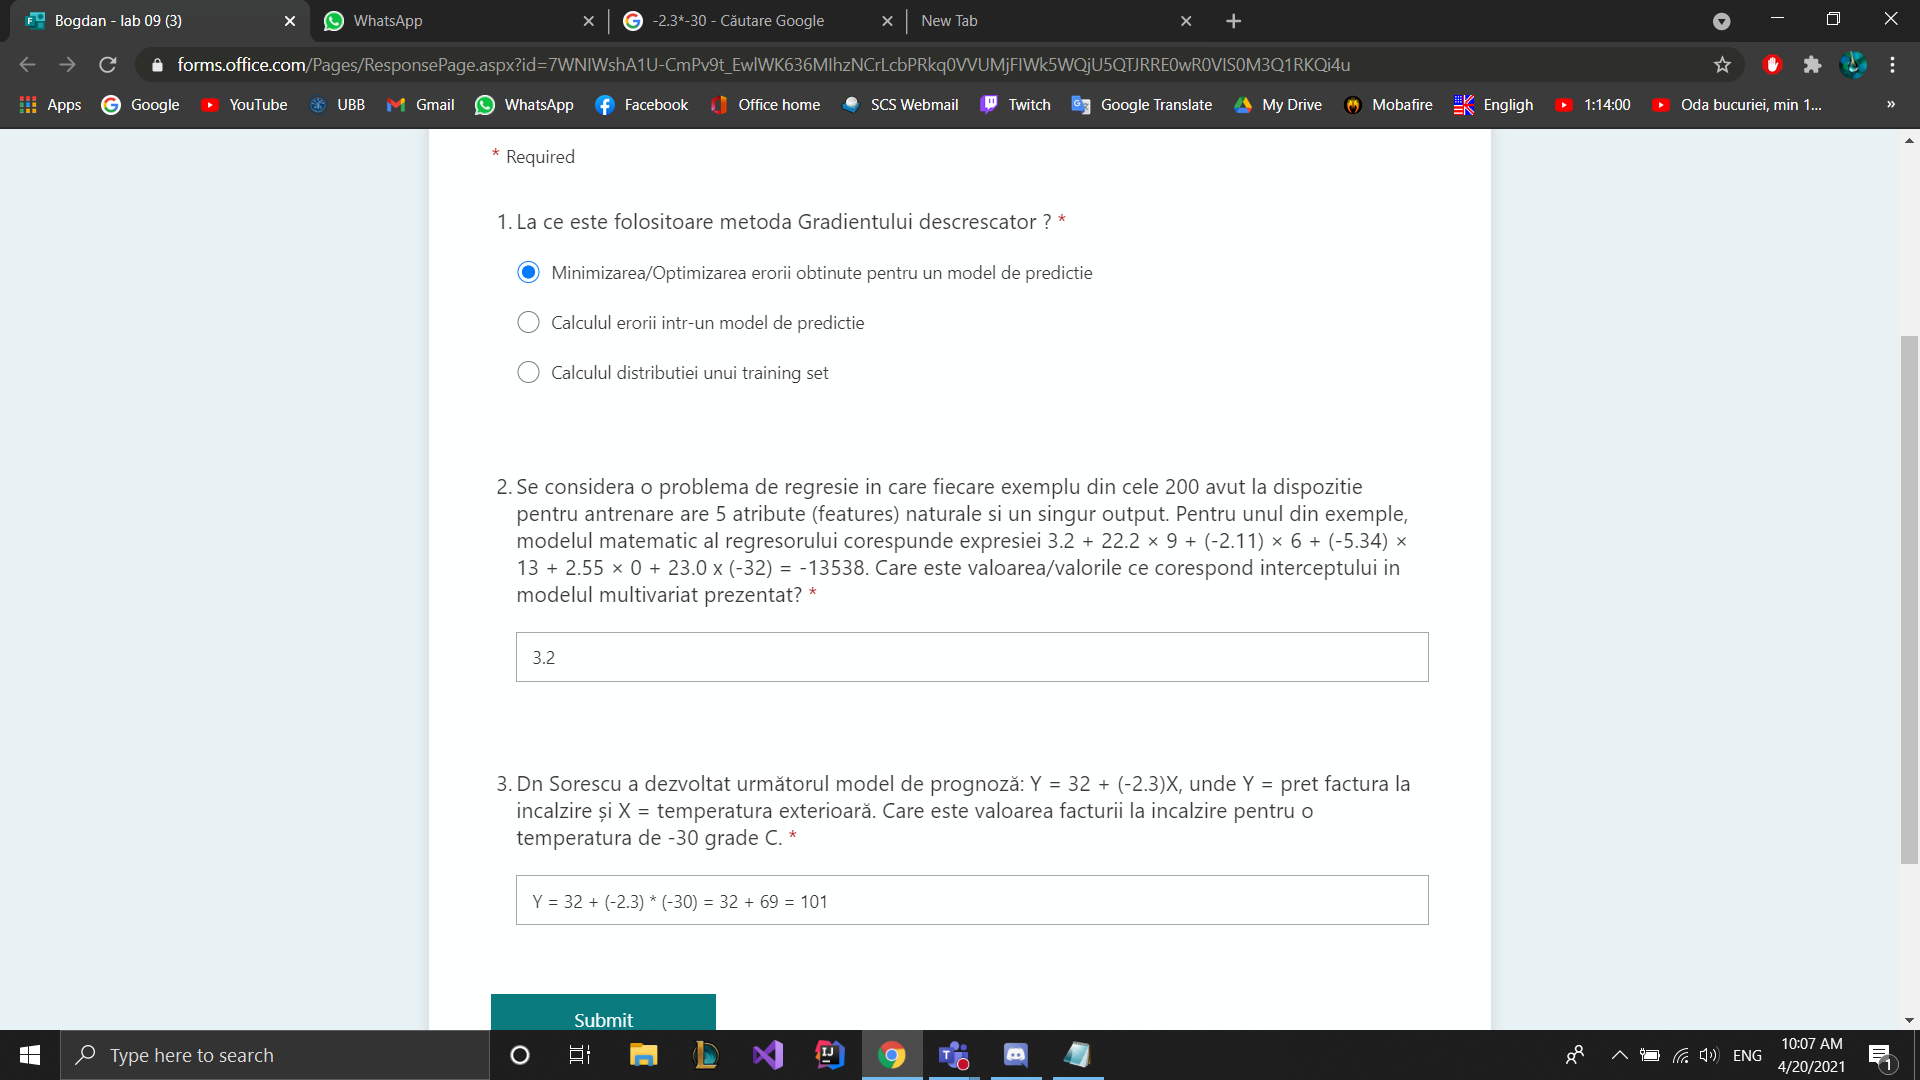 Bogdan - lab 09 (3)
WhatsApp
-2.3*-30 - Căutare Google
New Tab
forms.office.com/Pages/ResponsePage.aspx?id=7WNIWshA1U-CmPv9t_EwlWK636MIhzNCrLcbPRkq0VVUMjFIWk5WQjU5QTJRRE0wR0VIS0M3Q1RKQi4u
Apps Google YouTube UBB Gmail WhatsApp Facebook Office home SCS Webmail Twitch Google Translate My Drive Mobafire Engligh 1:14:00 Oda bucuriei, min 1... »
* Required
1. La ce este folositoare metoda Gradientului descrescator ? *
Minimizarea/Optimizarea erorii obtinute pentru un model de predictie
Calculul erorii intr-un model de predictie
Calculul distributiei unui training set
2. Se considera o problema de regresie in care fiecare exemplu din cele 200 avut la dispozitie
pentru antrenare are 5 atribute (features) naturale si un singur output. Pentru unul din exemple,
modelul matematic al regresorului corespunde expresiei 3.2 + 22.2 × 9 + (-2.11) × 6 + (-5.34) ×
13 + 2.55 × 0 + 23.0 x (-32) = -13538. Care este valoarea/valorile ce corespond interceptului in
modelul multivariat prezentat? *
3.2
3. Dn Sorescu a dezvoltat următorul model de prognoză: Y = 32 + (-2.3)X, unde Y = pret factura la
incalzire și X = temperatura exterioară. Care este valoarea facturii la incalzire pentru o
temperatura de -30 grade C. *
Y = 32 + (-2.3) * (-30) = 32 + 69 = 101
Submit
Type here to search
ENG
10:07 AM
4/20/2021
1